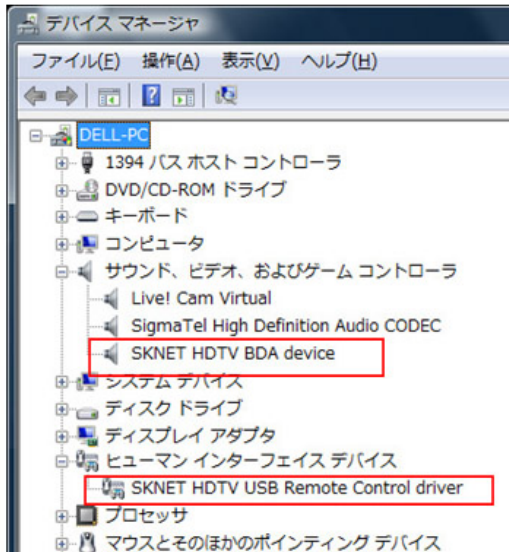 デバイス マネージャ
ファイル(F) 操作(A) 表示(V) ヘルプ(H)
DELL-PC
1394 バス ホスト コントローラ
DVD/CD-ROM ドライブ
キーボード
コンピュータ
サウンド、ビデオ、およびゲーム コントローラ
Live! Cam Virtual
SigmaTel High Definition Audio CODEC
SKNET HDTV BDA device
システム デバイス
ディスク ドライブ
ディスプレイ アダプタ
ヒューマン インターフェイス デバイス
SKNET HDTV USB Remote Control driver
プロセッサ
マウスとそのほかのポインティング デバイス